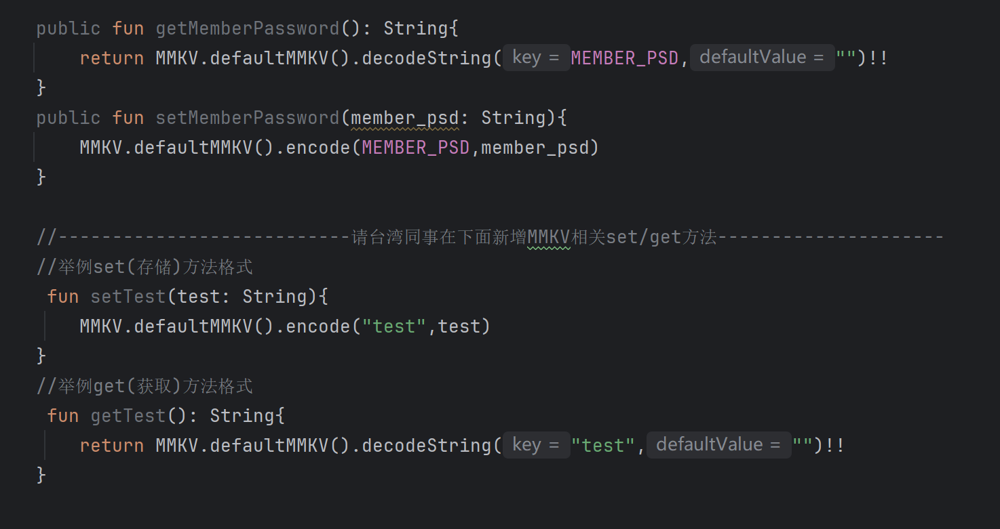 public fun getMemberPassword(): String{
return MMKV.defaultMMKV().decodeString( key = MEMBER_PSD, defaultValue = "")!!
}
public fun setMemberPassword(member_psd: String){
MMKV.defaultMMKV().encode(MEMBER_PSD,member_psd)
}
//---------------------------请台湾同事在下面新增MMKV相关set/get方法---------------------
//举例set(存储)方法格式
fun setTest(test: String){
MMKV.defaultMMKV().encode("test",test)
}
//举例get(获取)方法格式
fun getTest(): String{
return MMKV.defaultMMKV().decodeString( key = "test", defaultValue = "")!!
}